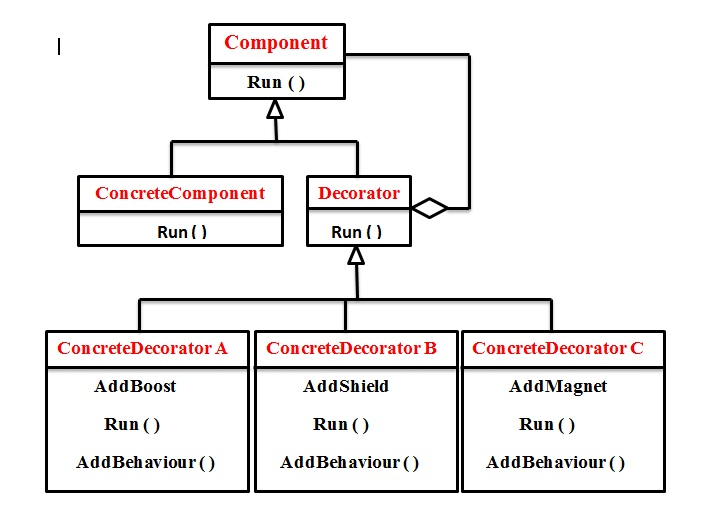 Component
Run ( )
ConcreteComponent
Run ( )
Decorator
Run ( )
ConcreteDecorator A
AddBoost
Run ( )
AddBehaviour ( )
ConcreteDecorator B
AddShield
Run ( )
AddBehaviour ( )
ConcreteDecorator C
AddMagnet
Run ( )
AddBehaviour ( )